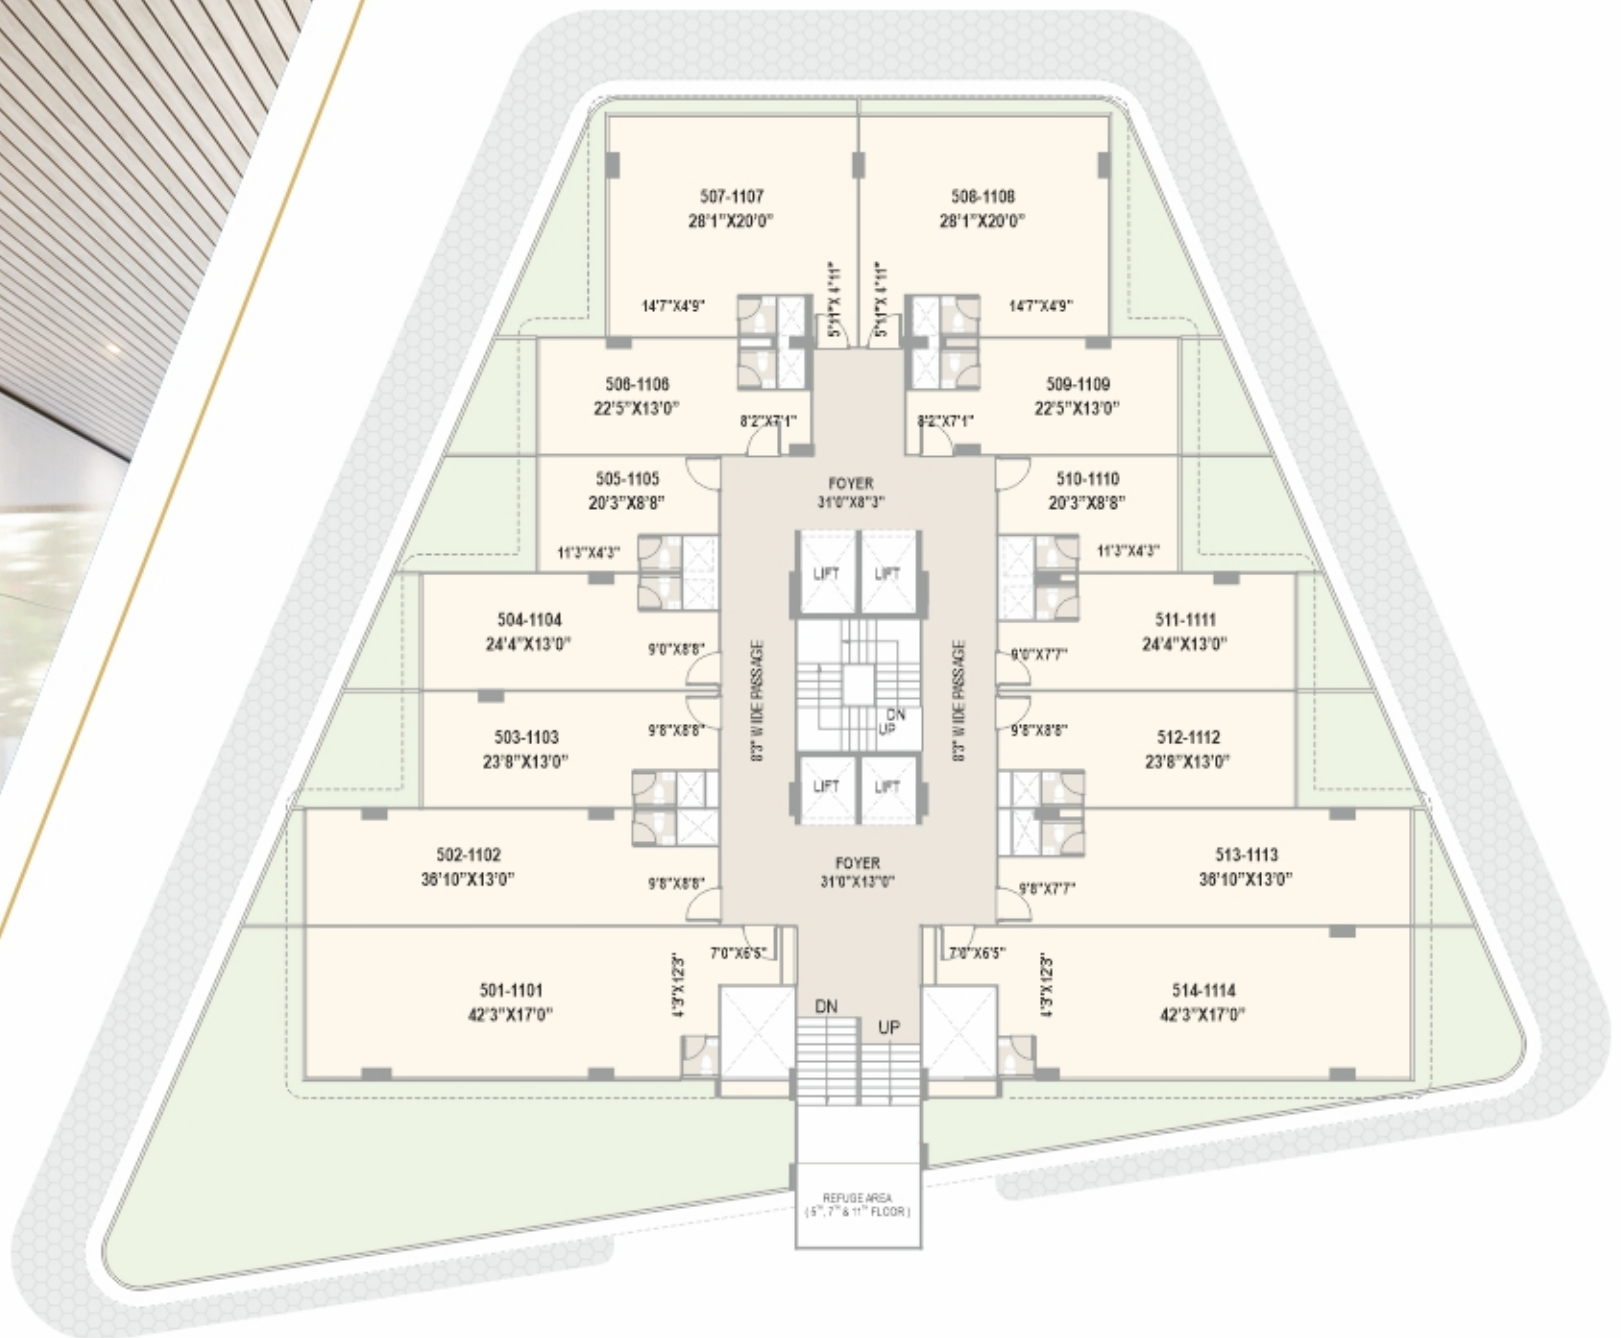 507-1107
28'1"X20'0"
508-1108
28'1"X20'0"
14'7"X4'9"
5'11"X 4'11"
5'11"X 4'11"
14'7"X4'9"
506-1106
22'5"X13'0"
8'2"X7'1"
509-1109
22'5"X13'0"
8'2"X7'1"
505-1105
20'3"X8'8"
11'3"X4'3"
FOYER
31'0"X8'3"
510-1110
20'3"X8'8"
11'3"X4'3"
LIFT
LIFT
504-1104
24'4"X13'0"
9'0"X8'8"
511-1111
24'4"X13'0"
9'0"X7'7"
8'3" WIDE PASSAGE
8'3" WIDE PASSAGE
DN
UP
503-1103
23'8"X13'0"
9'8"X8'8"
9'8"X8'8"
512-1112
23'8"X13'0"
LIFT
LIFT
502-1102
36'10"X13'0"
9'8"X8'8"
FOYER
31'0"X13'0"
513-1113
36'10"X13'0"
9'8"X7'7"
7'0"X6'5"
7'0"X6'5"
501-1101
42'3"X17'0"
4'3"X12'3"
4'3"X12'3"
514-1114
42'3"X17'0"
DN
UP
REFUGE AREA
( 5TH, 7TH & 11TH FLOOR )